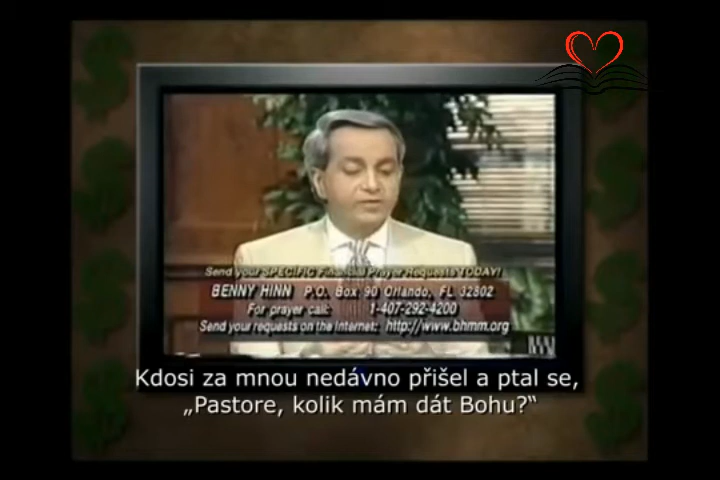 Send your SPECIFIC Financial Prayer Requests TODAY!
BENNY HINN P.O. Box 90 Orlando, FL 32802
For prayer call: 1-407-292-4200
Send your requests on the Internet: http://www.bhmm.org
Kdosi za mnou nedávno přišel a ptal se,
„Pastore, kolik mám dát Bohu?“